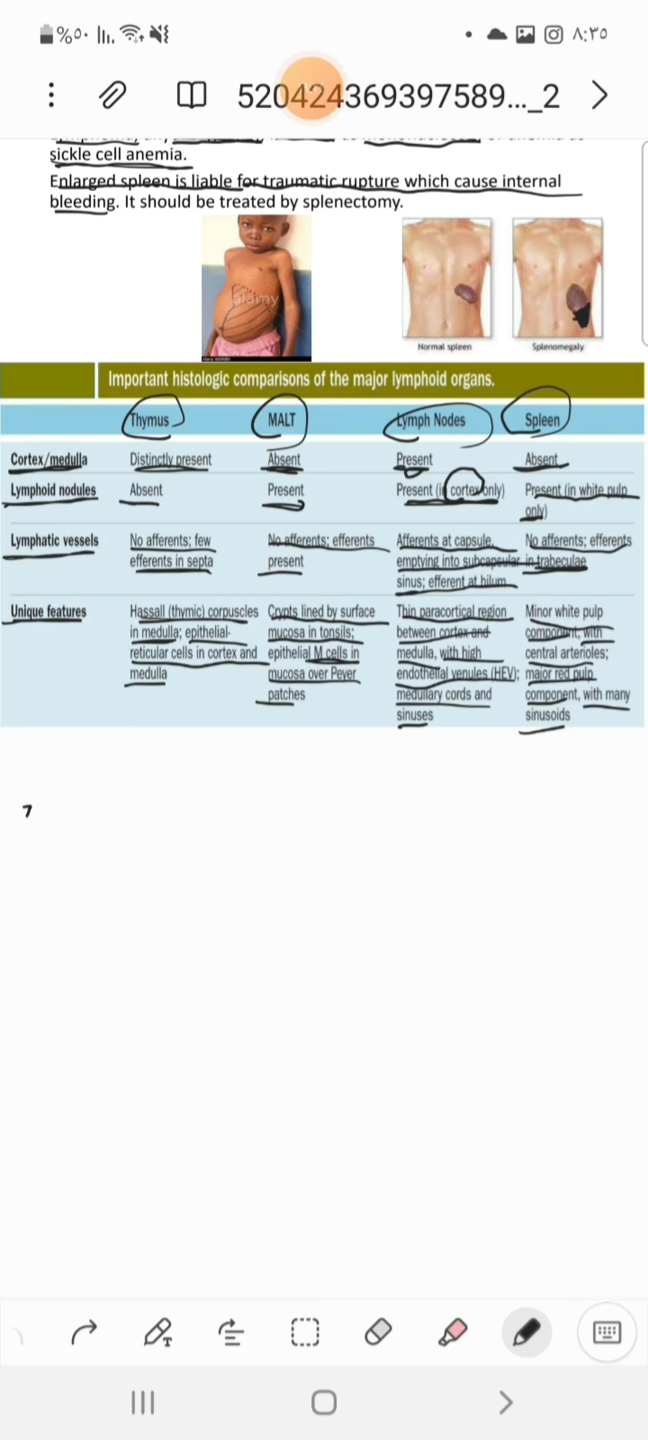 %٥٠
٨:٣٥
520424369397589..._2
sickle cell anemia.
Enlarged spleen is liable for traumatic rupture which cause internal
bleeding. It should be treated by splenectomy.
alamy
Normal spleen
Splenomegaly
Important histologic comparisons of the major lymphoid organs.
Thymus MALT Lymph Nodes Spleen
Cortex/medulla Distinctly present Absent Present Absent
Lymphoid nodules Absent Present Present (in cortex only) Present (in white pulp
only)
Lymphatic vessels No afferents; few No afferents; efferents Afferents at capsule, No afferents; efferents
efferents in septa present emptying into subcapsular in trabeculae
sinus; efferent at hilum
Unique features Hassall (thymic) corpuscles Crypts lined by surface Thin paracortical region Minor white pulp
in medulla; epithelial- mucosa in tonsils; between cortex and component, with
reticular cells in cortex and epithelial M cells in medulla, with high central arterioles;
medulla mucosa over Peyer endothelial venules (HEV); major red pulp
patches medullary cords and component, with many
sinuses sinusoids
7